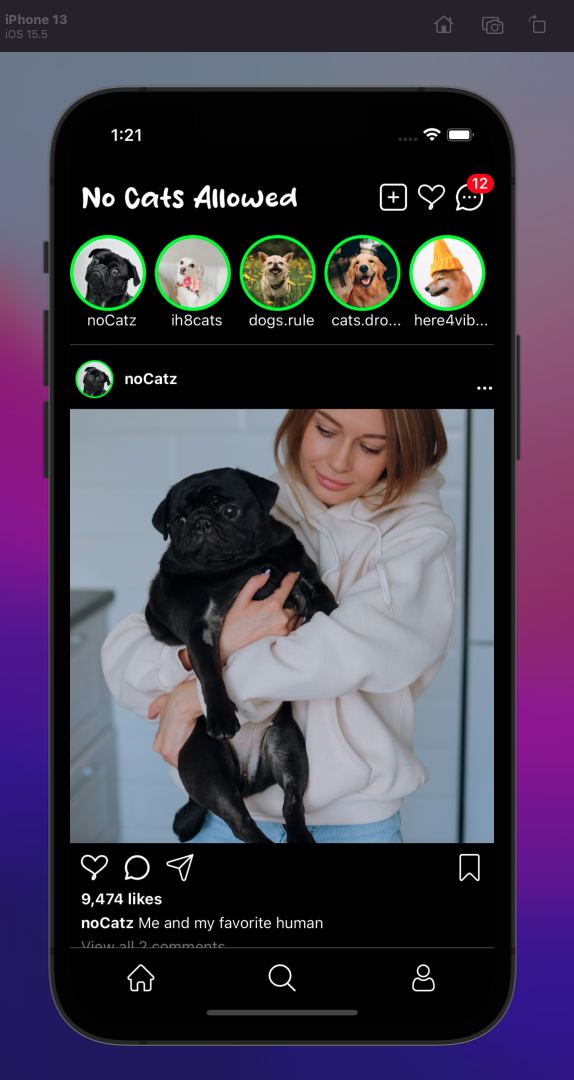 iPhone 13
iOS 15.5
1:21
No Cats Allowed
12
noCatz ih8cats dogs.rule cats.dro... here4vib...
noCatz
9,474 likes
noCatz Me and my favorite human
View all 2 comments